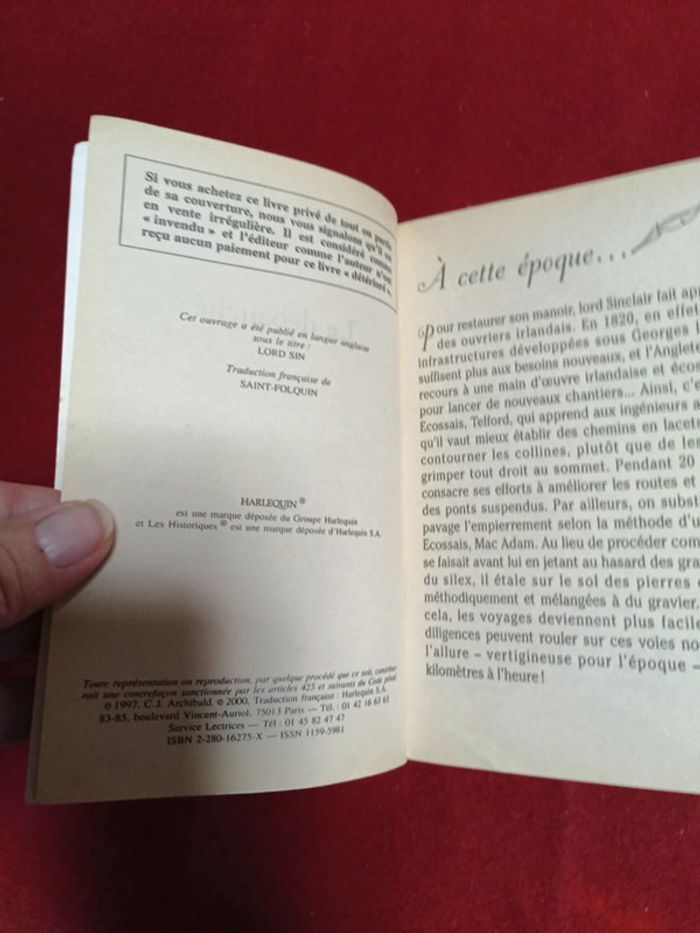 Si vous achetez ce livre privé de tout ou partie
de sa couverture, nous vous signalons qu'il est
en vente irrégulière. Il est considéré comme
« invendu » et l'éditeur comme l'auteur n'ont
reçu aucun paiement pour ce livre « détérioré ».
Cet ouvrage a été publié en langue anglaise
sous le titre :
LORD SIN
Traduction française de
SAINT-FOLQUIN
HARLEQUIN ®
est une marque déposée du Groupe Harlequin
et Les Historiques ® est une marque déposée d'Harlequin S.A.
Toute représentation ou reproduction, par quelque procédé que ce soit, constitue-
rait une contrefaçon sanctionnée par les articles 425 et suivants du Code pénal.
© 1997, C. J. Archibald. © 2000, Traduction française : Harlequin S.A.
83-85, boulevard Vincent-Auriol, 75013 Paris — Tél. : 01 42 16 63 63
Service Lectrices — Tél : 01 45 82 47 47
ISBN 2-280-16275-X — ISSN 1159-5981
À cette époque...
Pour restaurer son manoir, lord Sinclair fait
des ouvriers irlandais. En 1820, en
infrastructures développées sous Georges
suffisent plus aux besoins nouveaux, et
recours à une main d'œuvre irlandaise et
pour lancer de nouveaux chantiers... Ainsi,
Ecossais, Telford, qui apprend aux ingénieurs
qu'il vaut mieux établir des chemins en
contourner les collines, plutôt que de les
grimper tout droit au sommet. Pendant 20
consacre ses efforts à améliorer les routes et
des ponts suspendus. Par ailleurs, on
pavage l'empierrement selon la méthode
Ecossais, Mac Adam. Au lieu de procéder
se faisait avant lui en jetant au hasard des
du silex, il étale sur le sol des pierres
méthodiquement et mélangées à du gravier.
cela, les voyages deviennent plus
diligences peuvent rouler sur ces voies
l'allure – vertigineuse pour l'époque –
kilomètres à l'heure !